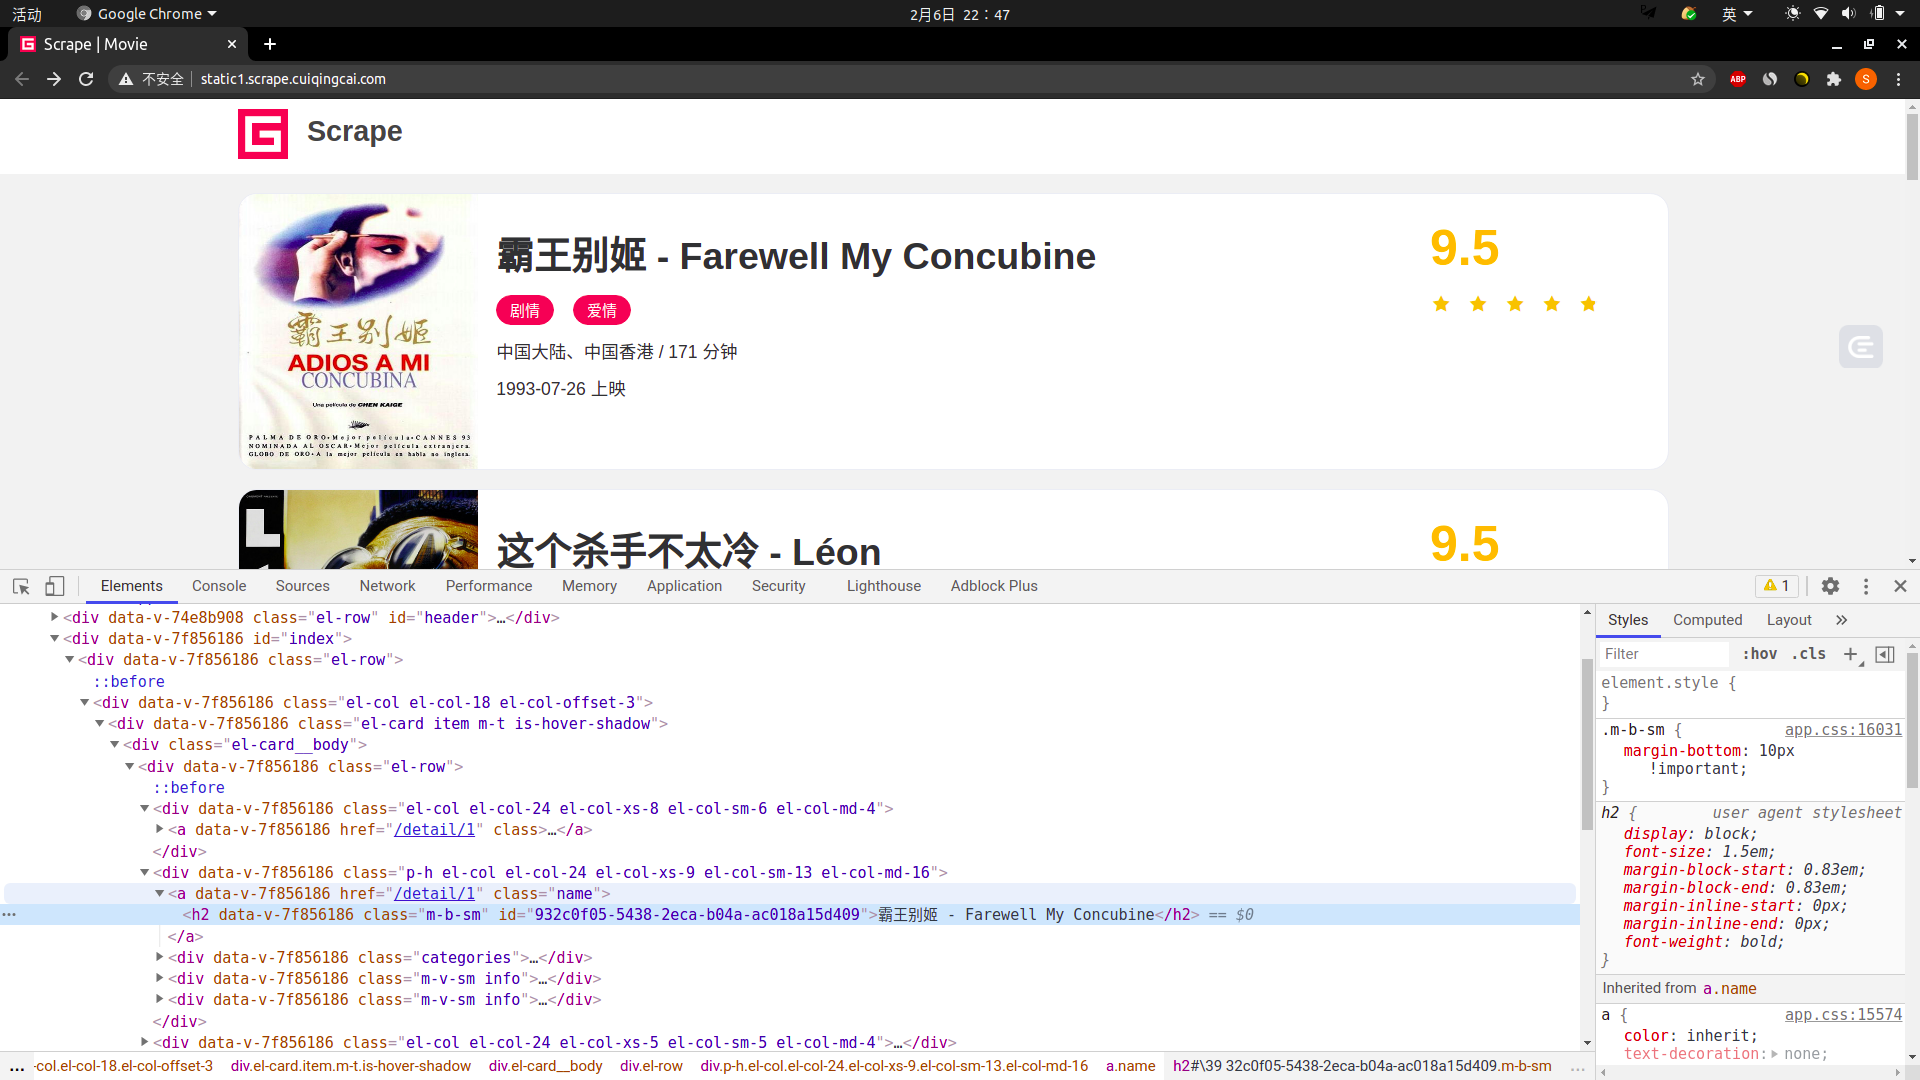 活动 Google Chrome 2月6日 22：47 英
Scrape | Movie
不安全 static1.scrape.cuiqingcai.com ABP S
Scrape
霸王别姬 - Farewell My Concubine 9.5
剧情 爱情
中国大陆、中国香港 / 171 分钟
1993-07-26 上映
霸王别姬
ADIOS A MI
CONCUBINA
Una película de CHEN KAIGE
PALMA DE ORO•Mejor película•CANNES 93
NOMINADA AL OSCAR•Mejor película extranjera.
GLOBO DE ORO•A la mejor película en habla no inglesa.
这个杀手不太冷 - Léon 9.5
Elements Console Sources Network Performance Memory Application Security Lighthouse Adblock Plus 1
<div data-v-74e8b908 class="el-row" id="header">…</div>
<div data-v-7f856186 id="index">
<div data-v-7f856186 class="el-row">
::before
<div data-v-7f856186 class="el-col el-col-18 el-col-offset-3">
<div data-v-7f856186 class="el-card item m-t is-hover-shadow">
<div class="el-card__body">
<div data-v-7f856186 class="el-row">
::before
<div data-v-7f856186 class="el-col el-col-24 el-col-xs-8 el-col-sm-6 el-col-md-4">
<a data-v-7f856186 href="/detail/1" class>…</a>
</div>
<div data-v-7f856186 class="p-h el-col el-col-24 el-col-xs-9 el-col-sm-13 el-col-md-16">
<a data-v-7f856186 href="/detail/1" class="name">
<h2 data-v-7f856186 class="m-b-sm" id="932c0f05-5438-2eca-b04a-ac018a15d409">霸王别姬 - Farewell My Concubine</h2> == $0
</a>
<div data-v-7f856186 class="categories">…</div>
<div data-v-7f856186 class="m-v-sm info">…</div>
<div data-v-7f856186 class="m-v-sm info">…</div>
</div>
<div data-v-7f856186 class="el-col el-col-24 el-col-xs-5 el-col-sm-5 el-col-md-4">…</div>
… -col.el-col-18.el-col-offset-3 div.el-card.item.m-t.is-hover-shadow div.el-card__body div.el-row div.p-h.el-col.el-col-24.el-col-xs-9.el-col-sm-13.el-col-md-16 a.name h2#\39 32c0f05-5438-2eca-b04a-ac018a15d409.m-b-sm …
Styles Computed Layout »
Filter :hov .cls +
element.style {
}
.m-b-sm { app.css:16031
margin-bottom: 10px
!important;
}
h2 { user agent stylesheet
display: block;
font-size: 1.5em;
margin-block-start: 0.83em;
margin-block-end: 0.83em;
margin-inline-start: 0px;
margin-inline-end: 0px;
font-weight: bold;
}
Inherited from a.name
a { app.css:15574
color: inherit;
text-decoration: none;